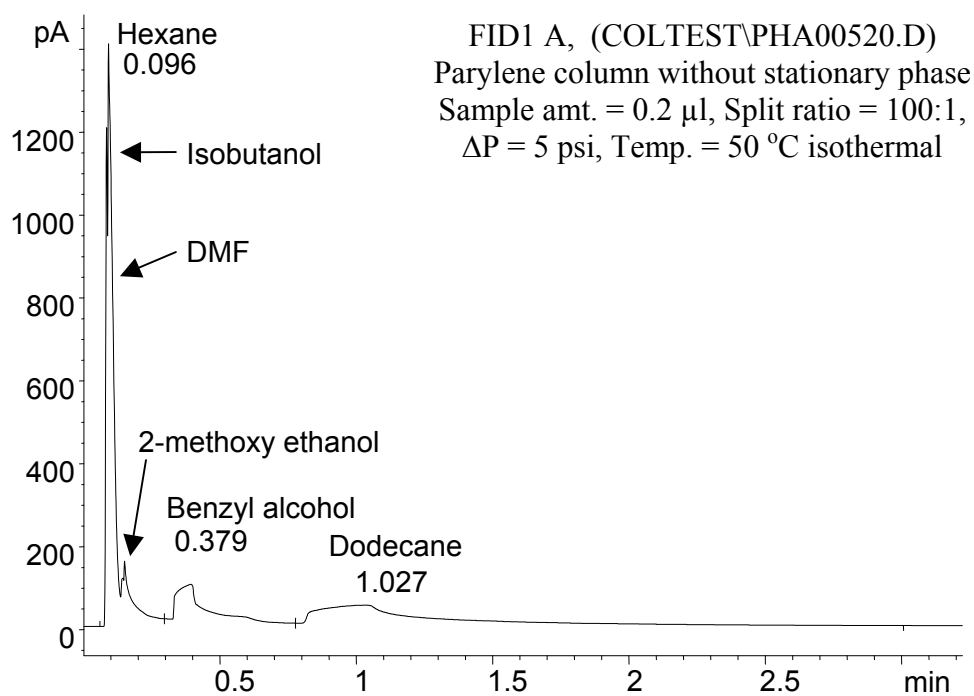 pA
Hexane
0.096
FID1 A, (COLTEST\PHA00520.D)
Parylene column without stationary phase
Sample amt. = 0.2 µl, Split ratio = 100:1,
ΔP = 5 psi, Temp. = 50 °C isothermal
1200
Isobutanol
1000
DMF
800
600
2-methoxy ethanol
400
Benzyl alcohol
0.379
200
Dodecane
1.027
0
0.5 1 1.5 2 2.5 min